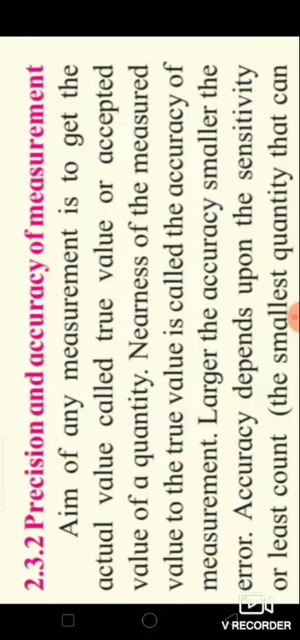 2.3.2 Precision and accuracy of measurement
Aim of any measurement is to get the
actual value called true value or accepted
value of a quantity. Nearness of the measured
value to the true value is called the accuracy of
measurement. Larger the accuracy smaller the
error. Accuracy depends upon the sensitivity
or least count (the smallest quantity that can
V RECORDER